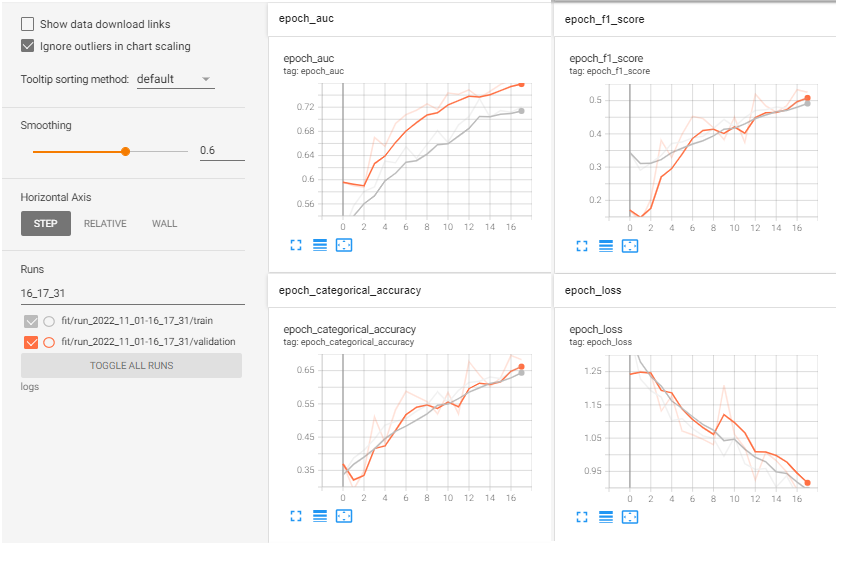 Show data download links
Ignore outliers in chart scaling
Tooltip sorting method: default
Smoothing
0.6
Horizontal Axis
STEP RELATIVE WALL
Runs
16_17_31
fit/run_2022_11_01-16_17_31/train
fit/run_2022_11_01-16_17_31/validation
TOGGLE ALL RUNS
logs
epoch_auc
epoch_auc
tag: epoch_auc
0.72
0.68
0.64
0.6
0.56
0 2 4 6 8 10 12 14 16
epoch_f1_score
epoch_f1_score
tag: epoch_f1_score
0.5
0.4
0.3
0.2
0 2 4 6 8 10 12 14 16
epoch_categorical_accuracy
epoch_categorical_accuracy
tag: epoch_categorical_accuracy
0.65
0.55
0.45
0.35
0 2 4 6 8 10 12 14 16
epoch_loss
epoch_loss
tag: epoch_loss
1.25
1.15
1.05
0.95
0 2 4 6 8 10 12 14 16